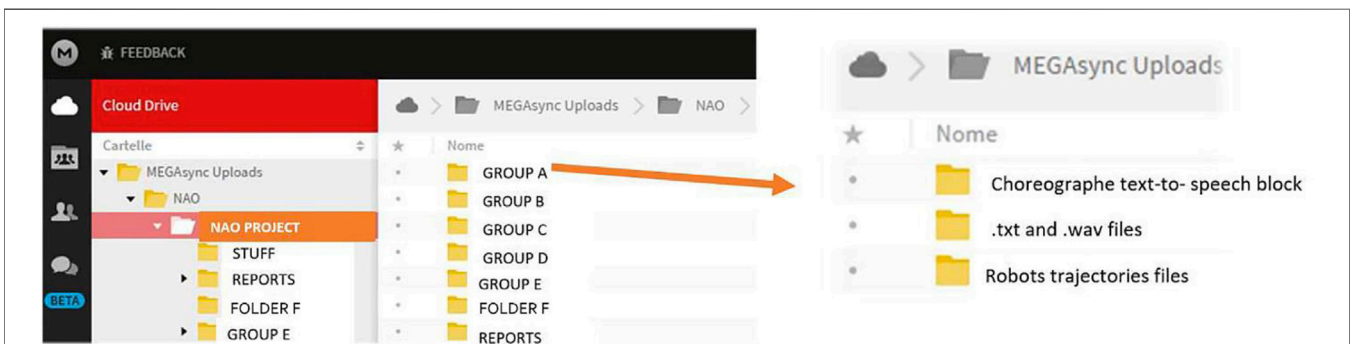 M FEEDBACK
Cloud Drive
MEGAsync Uploads NAO
Cartelle
Nome
MEGAsync Uploads
NAO
NAO PROJECT
STUFF
REPORTS
FOLDER F
GROUP E
BETA
GROUP A
GROUP B
GROUP C
GROUP D
GROUP E
FOLDER F
REPORTS
MEGAsync Uploads
Nome
Choreographe text-to- speech block
.txt and .wav files
Robots trajectories files